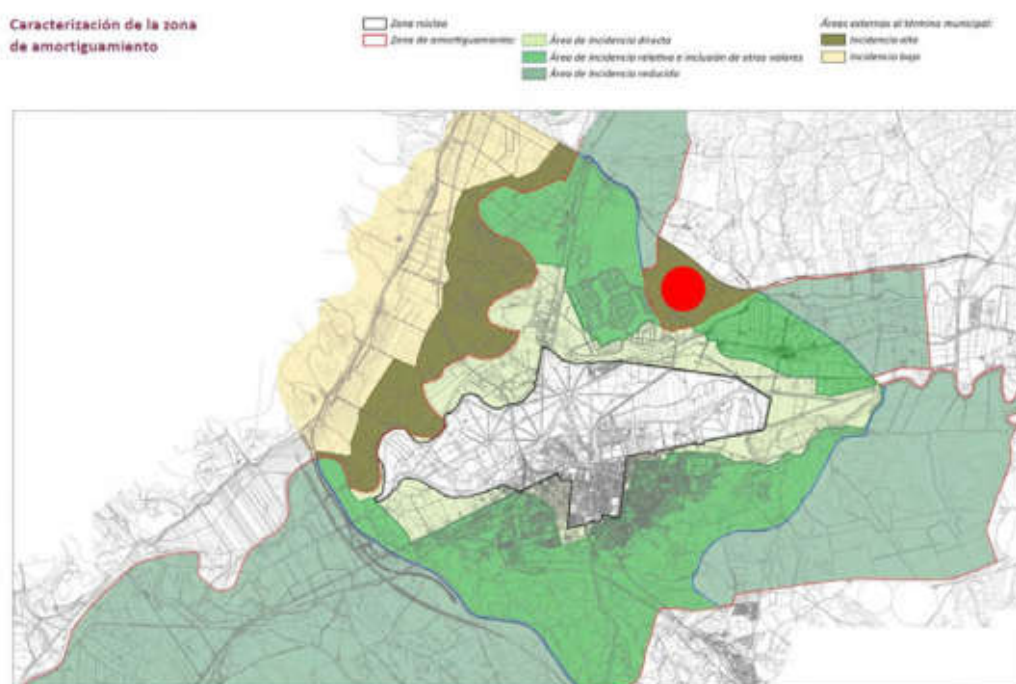 Caracterización de la zona
de amortiguamiento
Zona núcleo
Zona de amortiguamiento:
Área de incidencia directa
Área de incidencia relativa e inclusión de otros valores
Área de incidencia reducida
Áreas externas al término municipal:
Incidencia alta
Incidencia baja